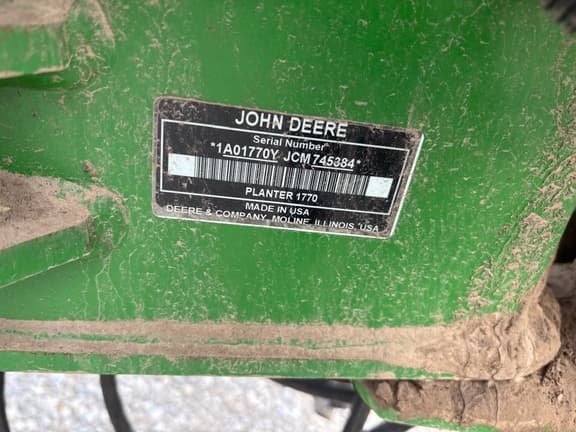 JOHN DEERE
Serial Number
*1A01770Y JCM745384*
PLANTER 1770
MADE IN USA
DEERE & COMPANY, MOLINE, ILLINOIS, USA